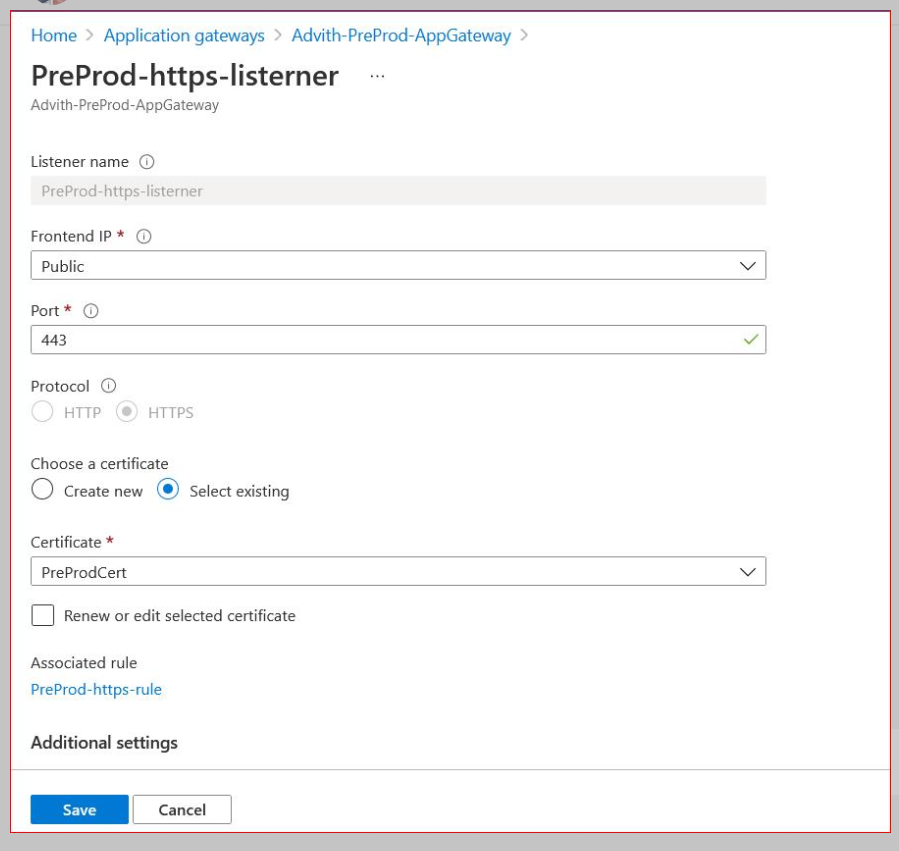 Home > Application gateways > Advith-PreProd-AppGateway >
PreProd-https-listerner ...
Advith-PreProd-AppGateway
Listener name
PreProd-https-listerner
Frontend IP *
Public
Port *
443
Protocol
HTTP HTTPS
Choose a certificate
Create new Select existing
Certificate *
PreProdCert
Renew or edit selected certificate
Associated rule
PreProd-https-rule
Additional settings
Save Cancel